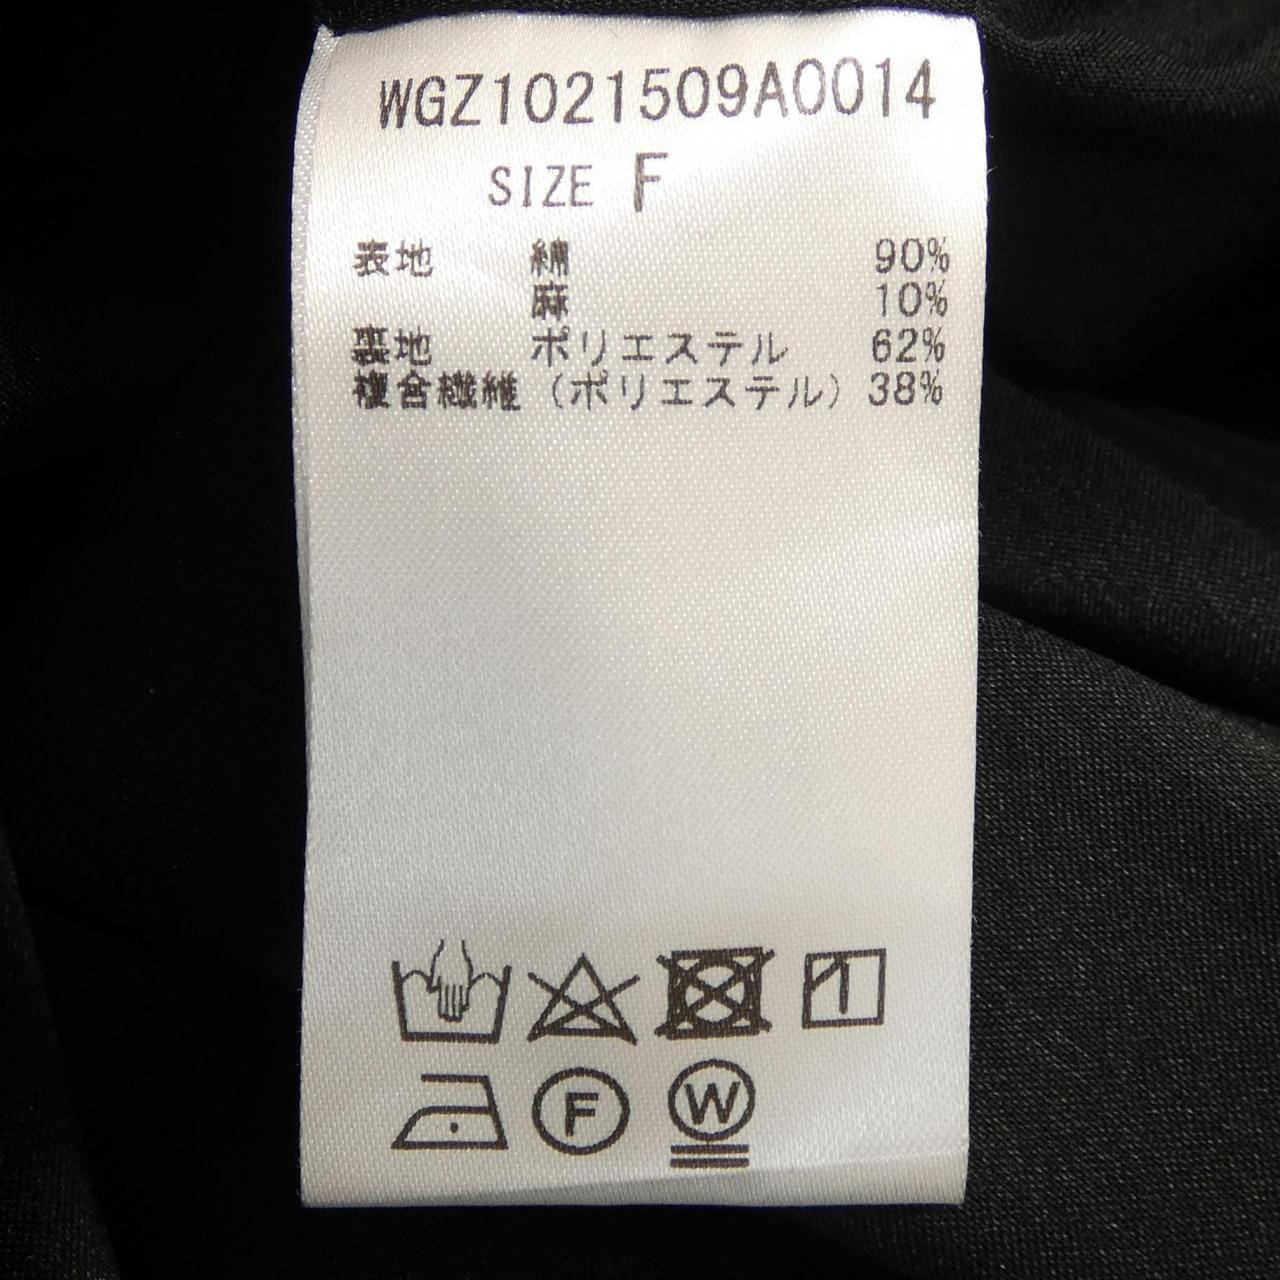 WGZ1021509A0014
SIZE F
表地 綿 90%
麻 10%
裏地 ポリエステル 62%
複合繊維 (ポリエステル) 38%
F W